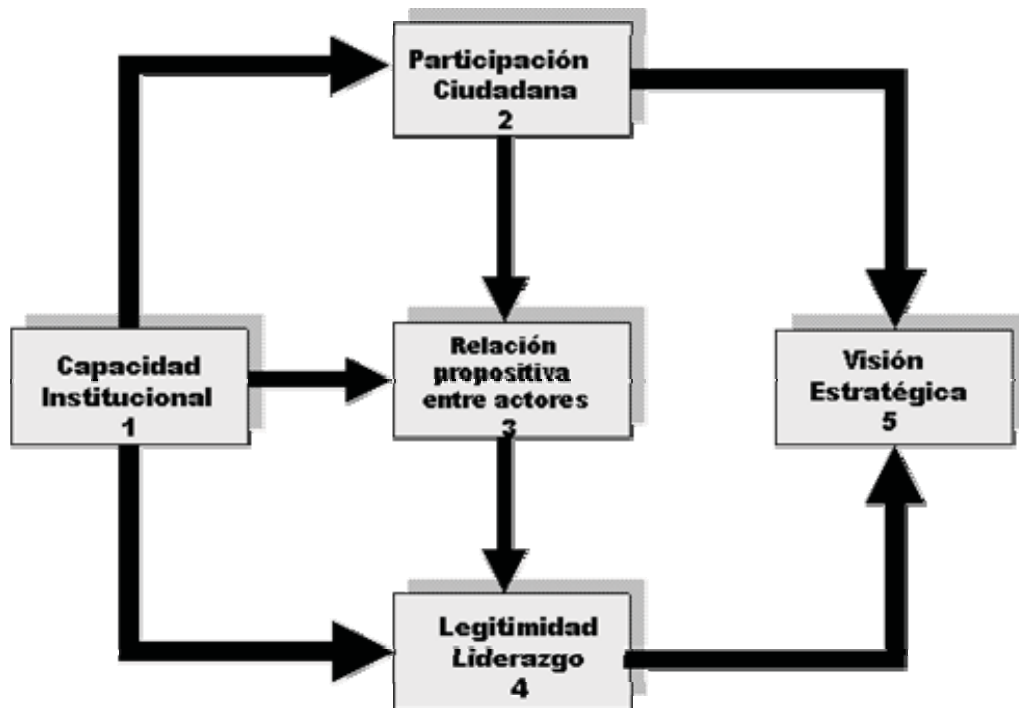 Participación
Ciudadana
2
Capacidad
Institucional
1
Relación
propositiva
entre actores
3
Visión
Estratégica
5
Legitimidad
Liderazgo
4